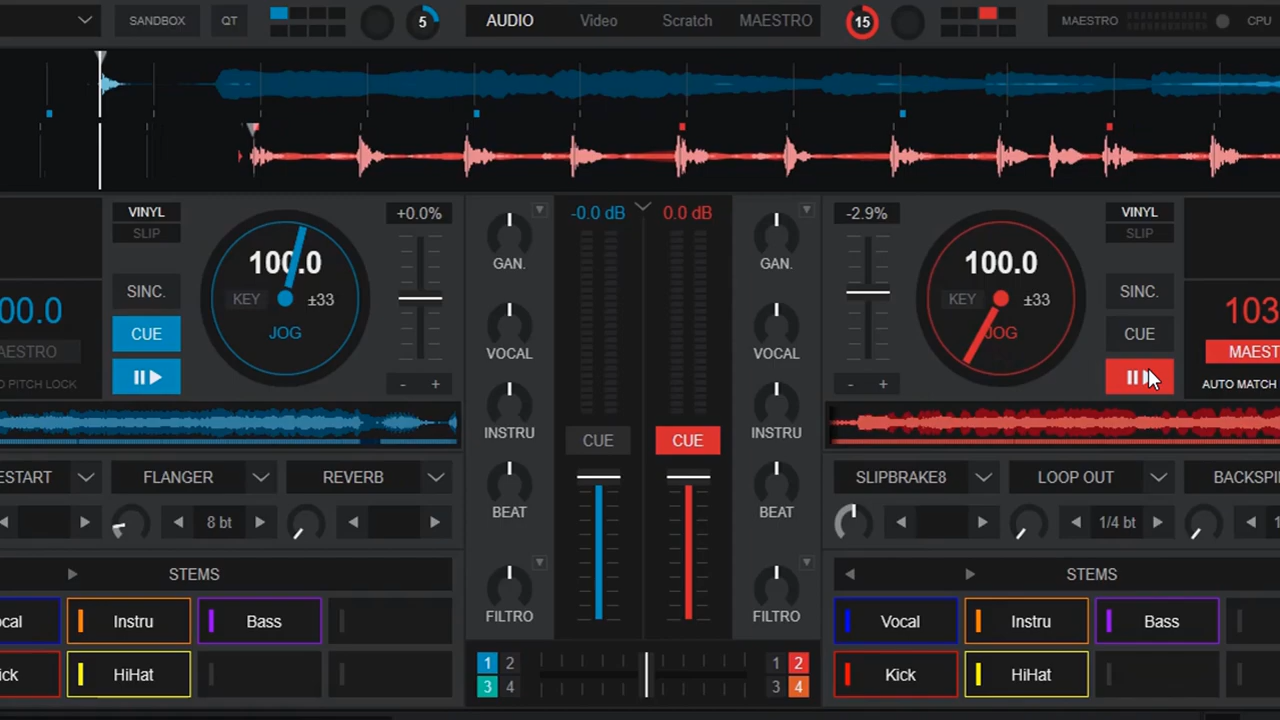 SANDBOX QT 5 AUDIO Video Scratch MAESTRO 15 MAESTRO CPU
VINYL +0.0% -0.0 dB 0.0 dB -2.9% VINYL
SLIP SLIP
100.0 GAN. GAN. 100.0
SINC. KEY ±33 KEY ±33 SINC.
00.0 CUE JOG JOG CUE 103
AESTRO VOCAL VOCAL MAEST
O PITCH LOCK - + - + AUTO MATCH
INSTRU CUE CUE INSTRU
ESTART FLANGER REVERB SLIPBRAKE8 LOOP OUT BACKSPI
8 bt BEAT BEAT 1/4 bt 1
STEMS STEMS
FILTRO FILTRO
cal Instru Bass Vocal Instru Bass
1 2 1 2
ick HiHat 3 4 3 4 Kick HiHat